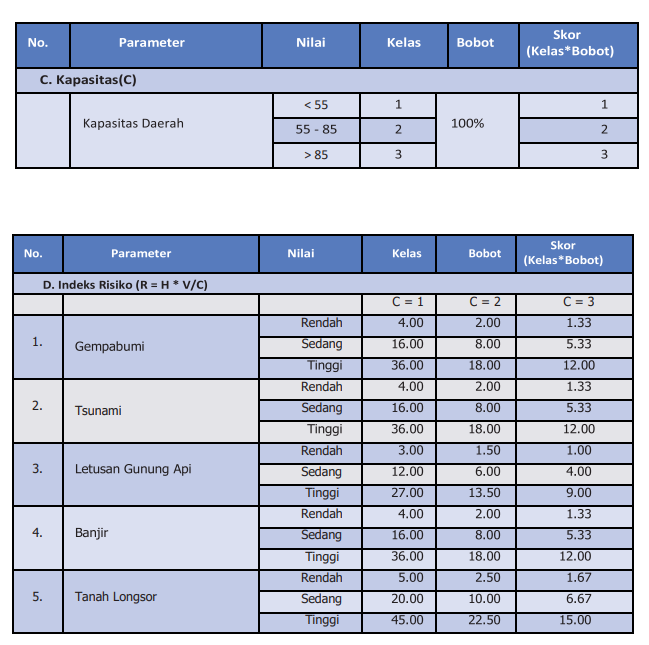 No. Parameter Nilai Kelas Bobot Skor (Kelas*Bobot)
C. Kapasitas(C)
Kapasitas Daerah < 55 1 100% 1
55 - 85 2 2
> 85 3 3
No. Parameter Nilai Kelas Bobot Skor (Kelas*Bobot)
D. Indeks Risiko (R = H * V/C)
C = 1 C = 2 C = 3
1. Gempabumi Rendah 4.00 2.00 1.33
Sedang 16.00 8.00 5.33
Tinggi 36.00 18.00 12.00
2. Tsunami Rendah 4.00 2.00 1.33
Sedang 16.00 8.00 5.33
Tinggi 36.00 18.00 12.00
3. Letusan Gunung Api Rendah 3.00 1.50 1.00
Sedang 12.00 6.00 4.00
Tinggi 27.00 13.50 9.00
4. Banjir Rendah 4.00 2.00 1.33
Sedang 16.00 8.00 5.33
Tinggi 36.00 18.00 12.00
5. Tanah Longsor Rendah 5.00 2.50 1.67
Sedang 20.00 10.00 6.67
Tinggi 45.00 22.50 15.00